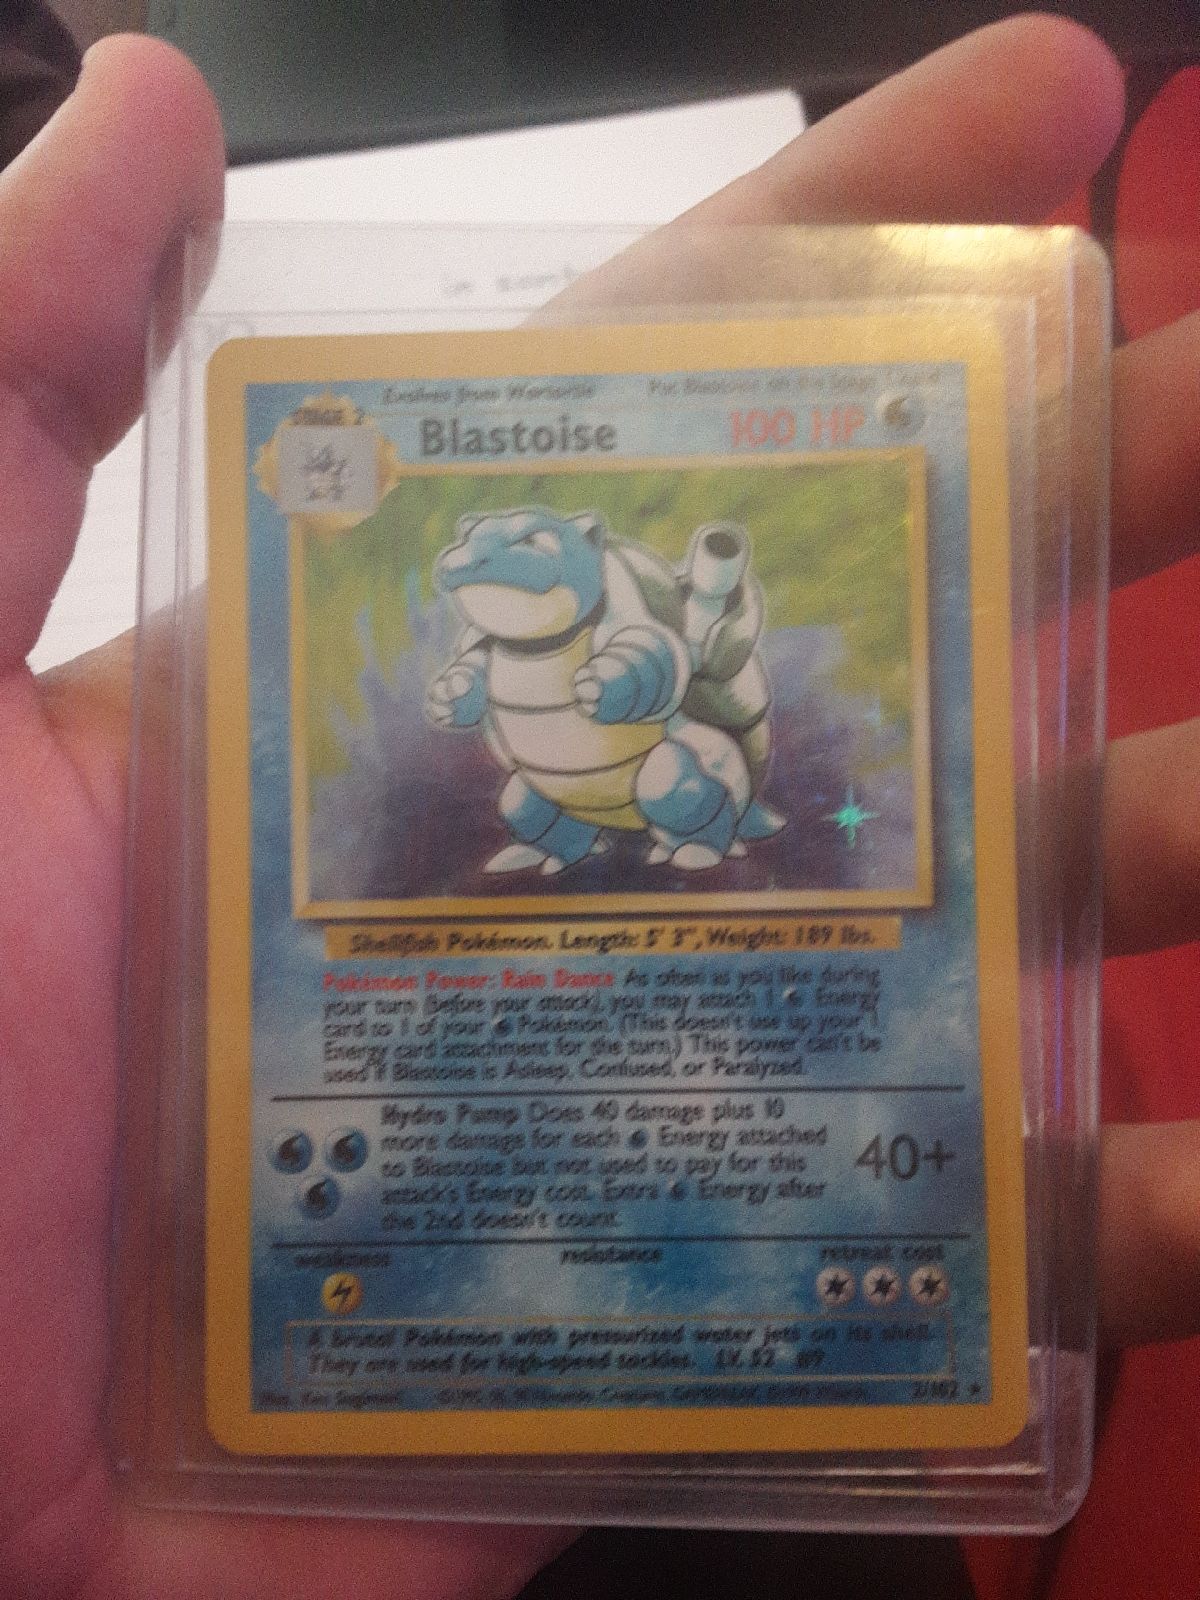 STAGE 2
Evolves from Wartortle Put Blastoise on the Stage 1 card
Blastoise 100 HP
Shellfish Pokémon. Length: 5' 3", Weight: 189 lbs.
Pokémon Power: Rain Dance As often as you like during
your turn (before your attack), you may attach 1 Energy
card to 1 of your Pokémon. (This doesn't use up your 1
Energy card attachment for the turn.) This power can't be
used if Blastoise is Asleep, Confused, or Paralyzed.
Hydro Pump Does 40 damage plus 10
more damage for each Energy attached
to Blastoise but not used to pay for this
attack's Energy cost. Extra Energy after
the 2nd doesn't count.
40+
weakness resistance retreat cost
A brutal Pokémon with pressurized water jets on its shell.
They are used for high-speed tackles. LV. 52 #9
Illus. Ken Sugimori 2/102